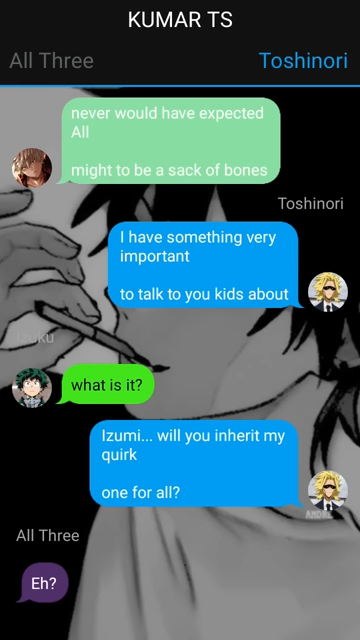 KUMAR TS
All Three
Toshinori
never would have expected
All
might to be a sack of bones
Toshinori
I have something very
important
to talk to you kids about
Izuku
what is it?
Izumi... will you inherit my
quirk
one for all?
All Three
Eh?